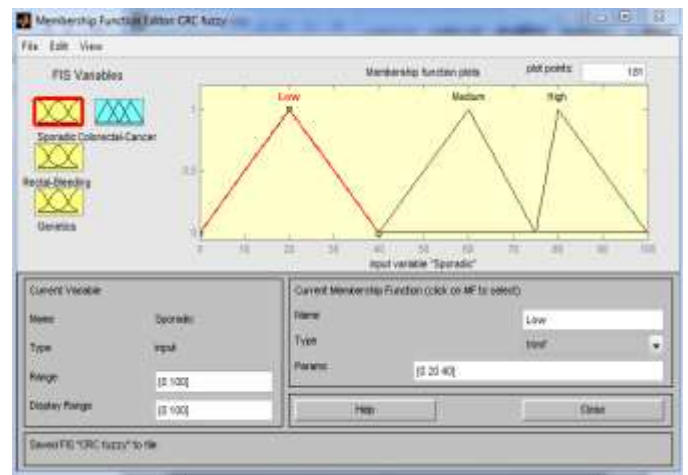 Membership Function Editor: CRC fuzzy
File Edit View
FIS Variables
Membership function plots
plot points:
181
Sporadic Colorectal-Cancer
Rectal-Bleeding
Genetics
Low
Medium
High
1
0.5
0
0 10 20 30 40 50 60 70 80 90 100
input variable "Sporadic"
Current Variable
Name Sporadic
Type input
Range [0 100]
Display Range [0 100]
Current Membership Function (click on MF to select)
Name Low
Type trimf
Params [0 20 40]
Help Close
Saved FIS "CRC fuzzy" to file